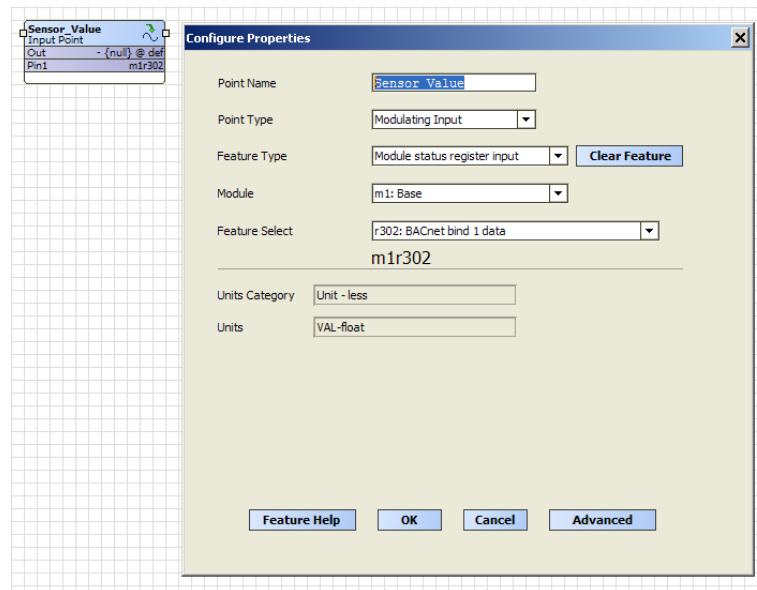 Sensor_Value
Input Point
Out - {null} @ def
Pin1 m1r302
Configure Properties
Point Name Sensor Value
Point Type Modulating Input
Feature Type Module status register input Clear Feature
Module m1: Base
Feature Select r302: BACnet bind 1 data
m1r302
Units Category Unit - less
Units VAL-float
Feature Help OK Cancel Advanced